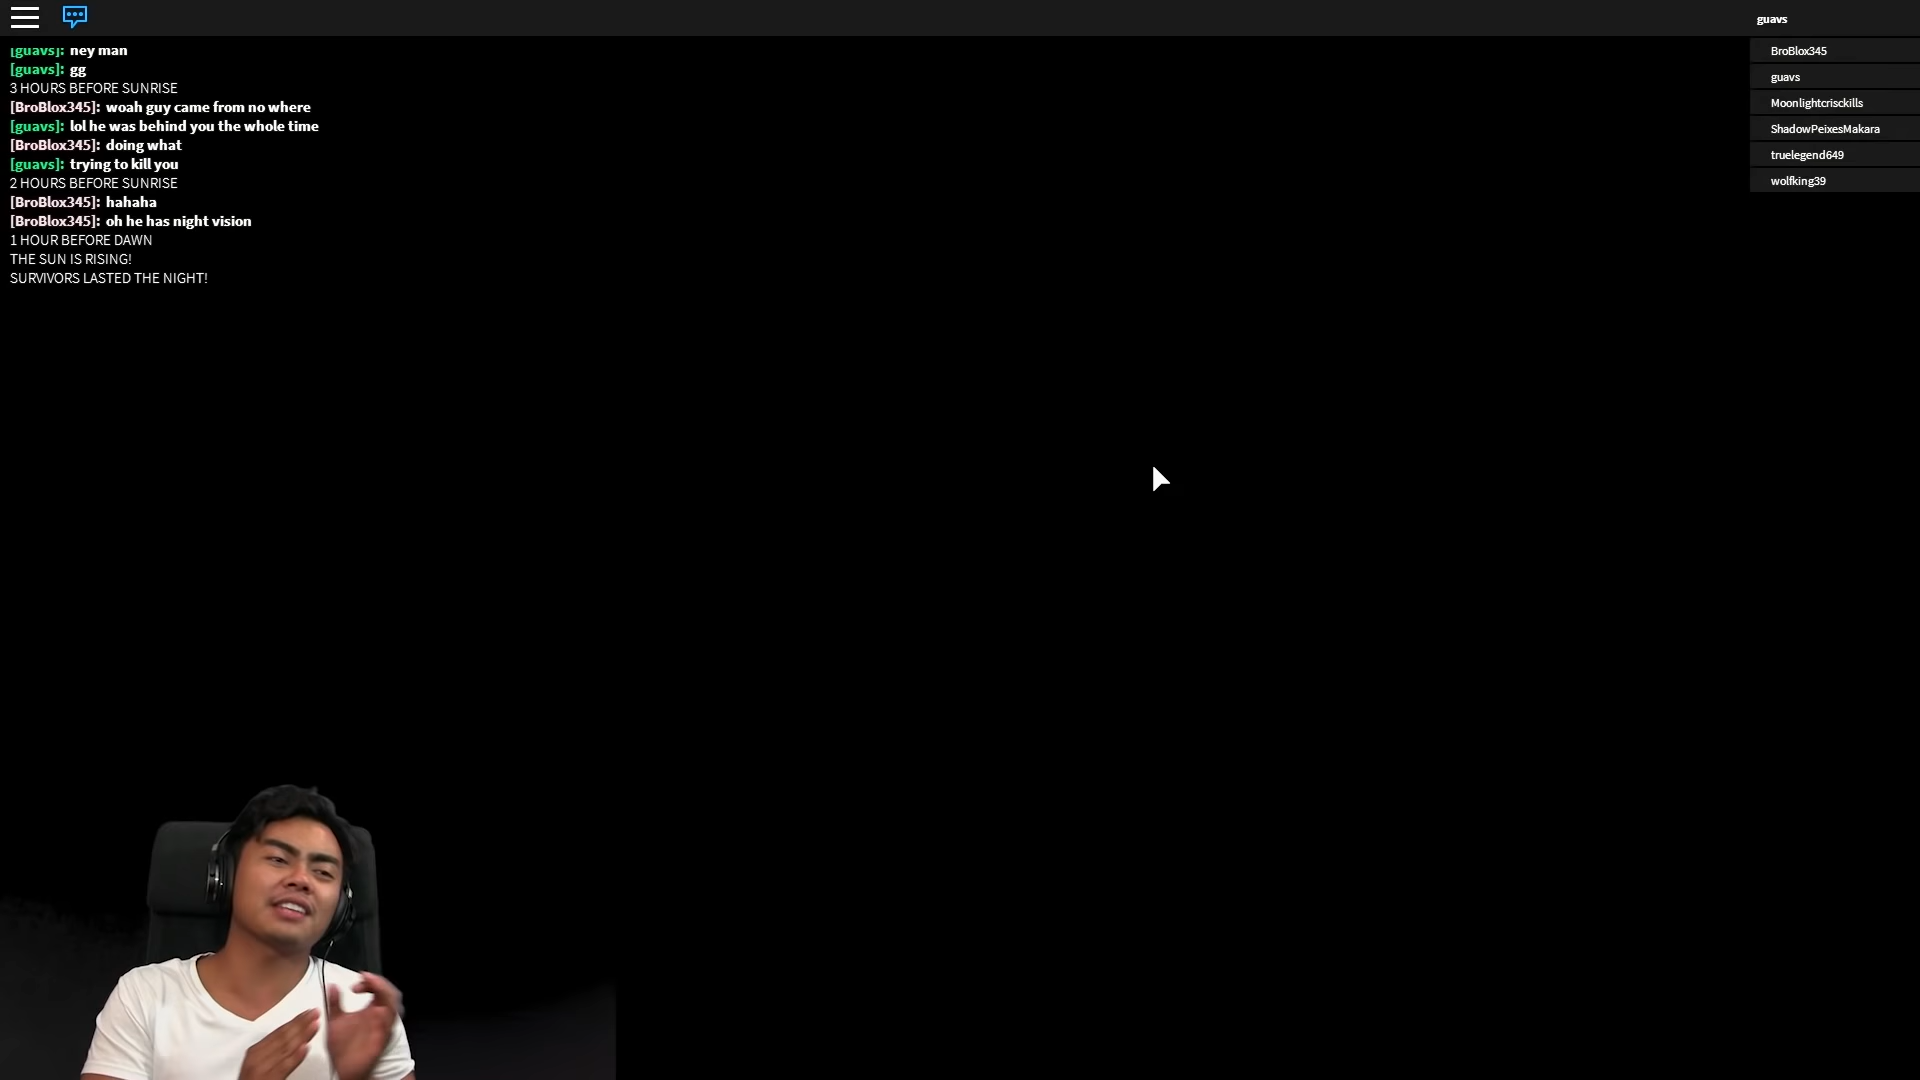 guavs
[guavs]: hey man
[guavs]: gg
3 HOURS BEFORE SUNRISE
[BroBlox345]: woah guy came from no where
[guavs]: lol he was behind you the whole time
[BroBlox345]: doing what
[guavs]: trying to kill you
2 HOURS BEFORE SUNRISE
[BroBlox345]: hahaha
[BroBlox345]: oh he has night vision
1 HOUR BEFORE DAWN
THE SUN IS RISING!
SURVIVORS LASTED THE NIGHT!
BroBlox345
guavs
Moonlightcrisckills
ShadowPeixesMakara
truelegend649
wolfking39